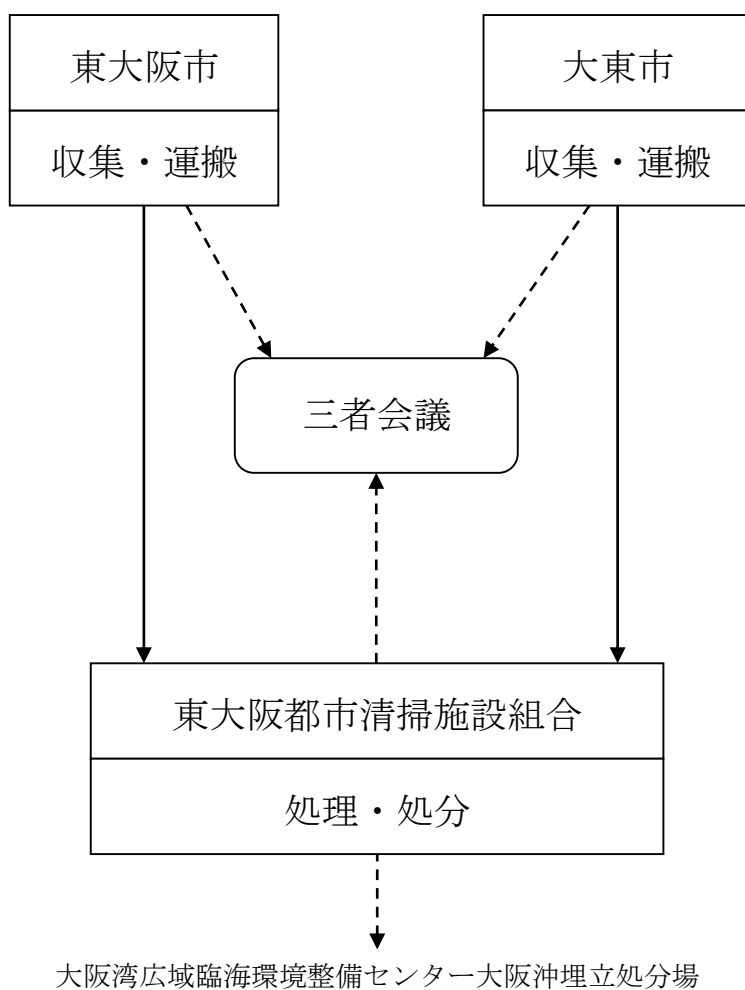 東大阪市
収集・運搬
大東市
収集・運搬
三者会議
東大阪都市清掃施設組合
処理・処分
大阪湾広域臨海環境整備センター大阪沖埋立処分場